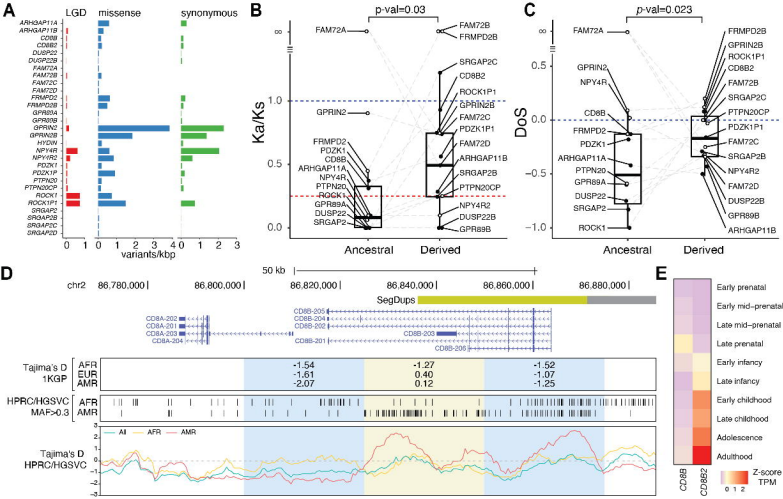 A
LGD
missense
synonymous
ARHGAP11A
ARHGAP11B
CD8B
CD8B2
DUSP22
DUSP22B
FAM72A
FAM72B
FAM72C
FAM72D
FRMPD2
FRMPD2B
GPR89A
GPR89B
GPRIN2
GPRIN2B
HYDIN
NPY4R
NPY4R2
PDZK1
PDZK1P
PTPN20
PTPN20CP
ROCK1
ROCK1P1
SRGAP2
SRGAP2B
SRGAP2C
SRGAP2D
0 1 0 1 2 3 4 0 1 2 3
variants/kbp
B
p-val=0.03
Ka/Ks
∞
1.0
0.5
0.0
FAM72A
GPRIN2
FRMPD2
PDZK1
CD8B
ARHGAP11A
NPY4R
PTPN20
ROCK1
GPR89A
DUSP22
SRGAP2
FAM72B
FRMPD2B
SRGAP2C
CD8B2
ROCK1P1
GPRIN2B
FAM72C
PDZK1P1
FAM72D
ARHGAP11B
SRGAP2B
PTPN20CP
NPY4R2
DUSP22B
GPR89B
Ancestral Derived
C
p-val=0.023
DoS
∞
0.5
0.0
−0.5
−1.0
FAM72A
GPRIN2
NPY4R
CD8B
FRMPD2
PDZK1
ARHGAP11A
PTPN20
GPR89A
DUSP22
SRGAP2
ROCK1
FRMPD2B
GPRIN2B
ROCK1P1
CD8B2
FAM72B
SRGAP2C
PTPN20CP
PDZK1P1
FAM72C
SRGAP2B
NPY4R2
FAM72D
DUSP22B
GPR89B
ARHGAP11B
Ancestral Derived
D
50 kb
chr2
86,780,000 86,800,000 86,820,000 86,840,000 86,860,000 86,880,000
SegDups
CD8A-202
CD8A-201
CD8A-203
CD8A-204
CD8B-205
CD8B-204
CD8B-202
CD8B-203
CD8B-201
CD8B-206
Tajima's D
1KGP
AFR -1.54 -1.27 -1.52
EUR -1.61 0.40 -1.07
AMR -2.07 0.12 -1.25
HPRC/HGSVC
MAF>0.3
AFR
AMR
Tajima's D
HPRC/HGSVC
3
2
1
0
−1
−2
−3
All AFR AMR
E
Early prenatal
Early mid−prenatal
Late mid−prenatal
Late prenatal
Early infancy
Late infancy
Early childhood
Late childhood
Adolescence
Adulthood
CD8B
CD8B2
0 1 2
Z-score
TPM